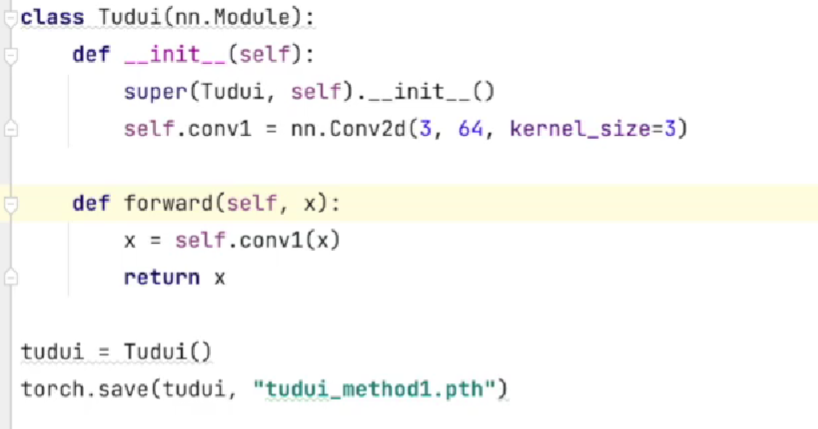 class Tudui(nn.Module):
    def __init__(self):
        super(Tudui, self).__init__()
        self.conv1 = nn.Conv2d(3, 64, kernel_size=3)
    def forward(self, x):
        x = self.conv1(x)
        return x
tudui = Tudui()
torch.save(tudui, "tudui_method1.pth")